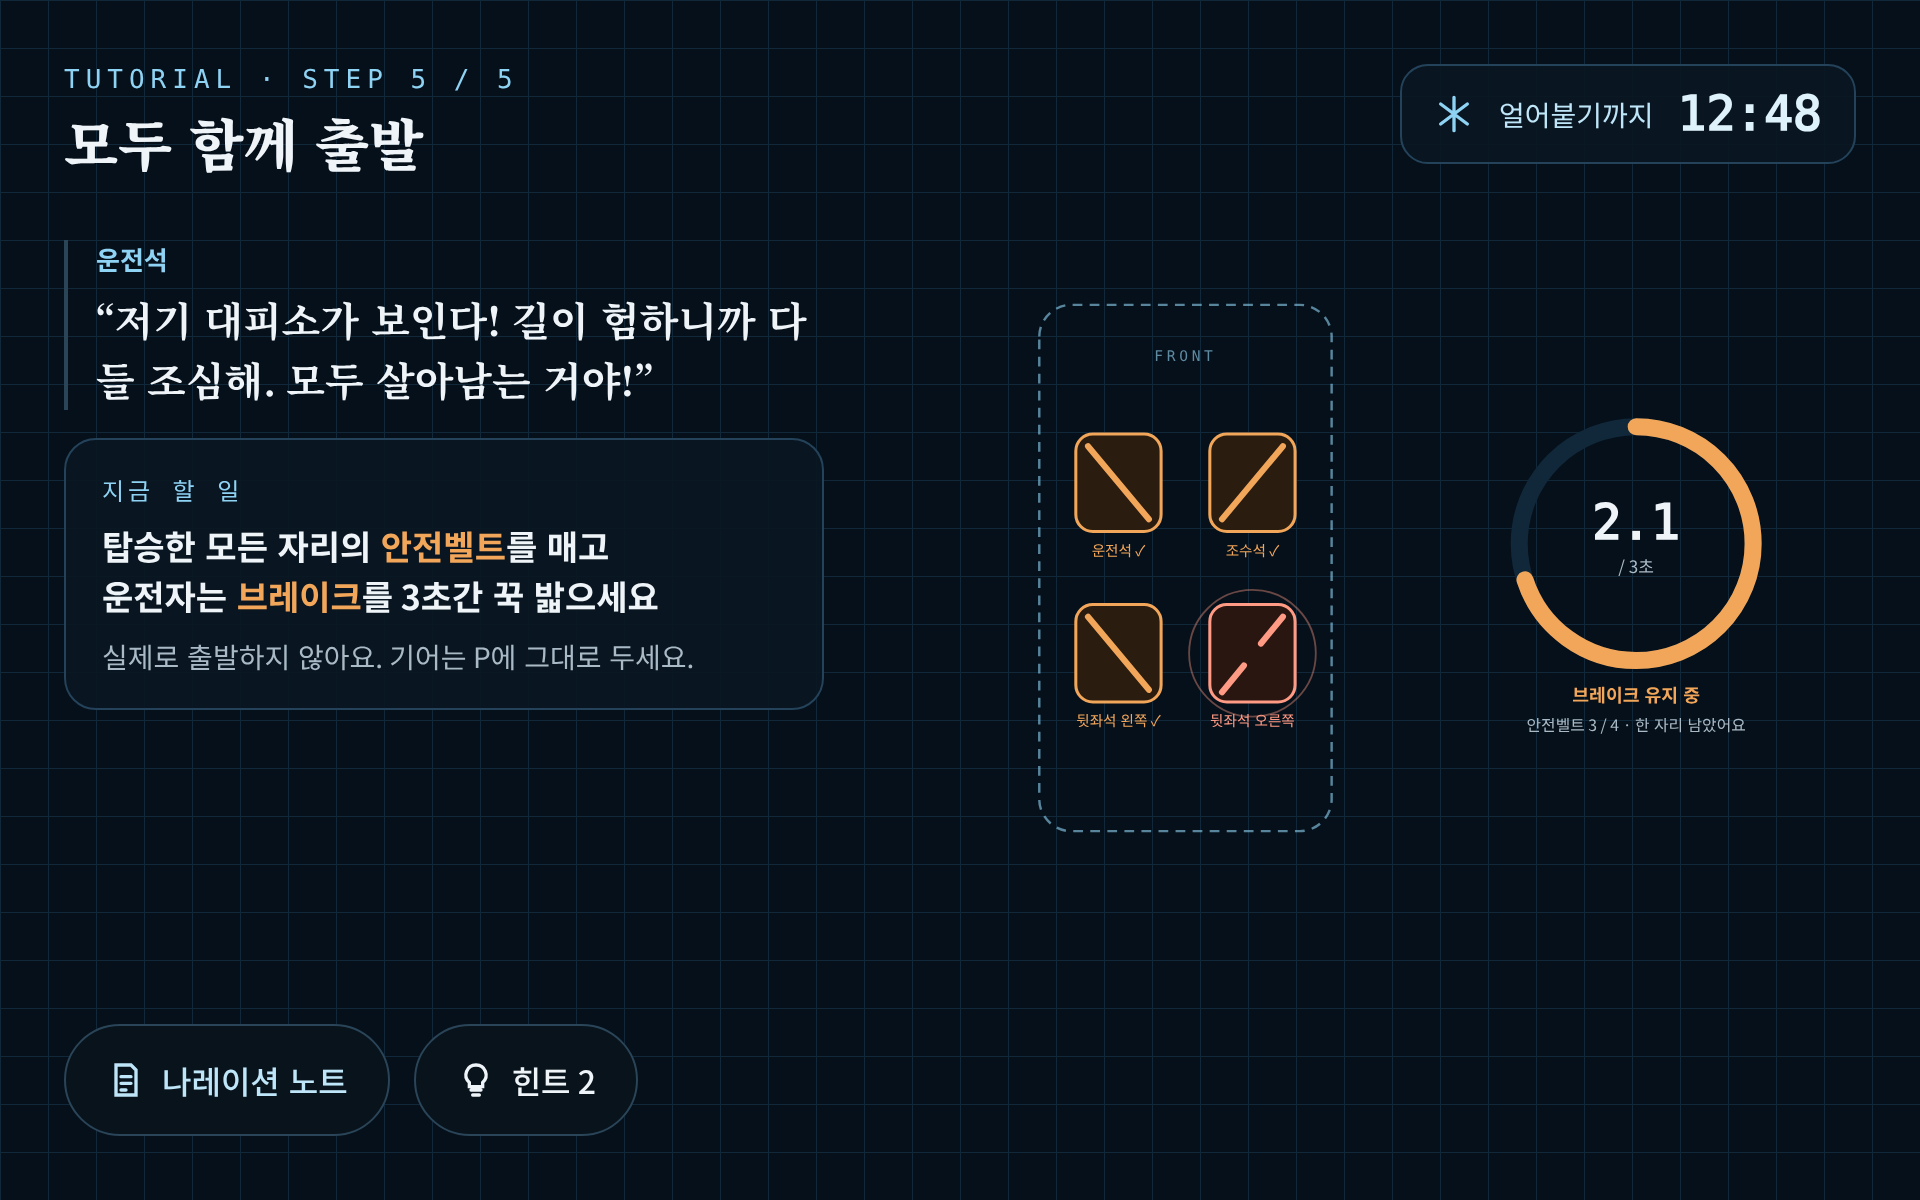 TUTORIAL · STEP 5 / 5
모두 함께 출발
얼어붙기까지 12:48
운전석
“저기 대피소가 보인다! 길이 험하니까 다
들 조심해. 모두 살아남는 거야!”
지금 할 일
탑승한 모든 자리의 안전벨트를 매고
운전자는 브레이크를 3초간 꾹 밟으세요
실제로 출발하지 않아요. 기어는 P에 그대로 두세요.
FRONT
운전석 ✓
조수석 ✓
뒷좌석 왼쪽 ✓
뒷좌석 오른쪽
2.1
/ 3초
브레이크 유지 중
안전벨트 3 / 4 · 한 자리 남았어요
나레이션 노트
힌트 2